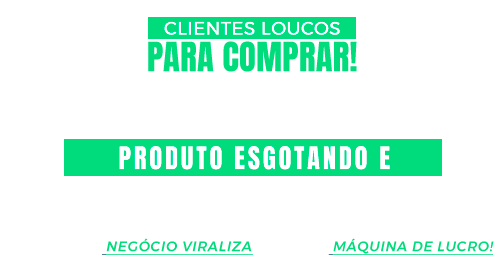 CLIENTES LOUCOS
PARA COMPRAR!
PRODUTO ESGOTANDO E
NEGÓCIO VIRALIZA MÁQUINA DE LUCRO!